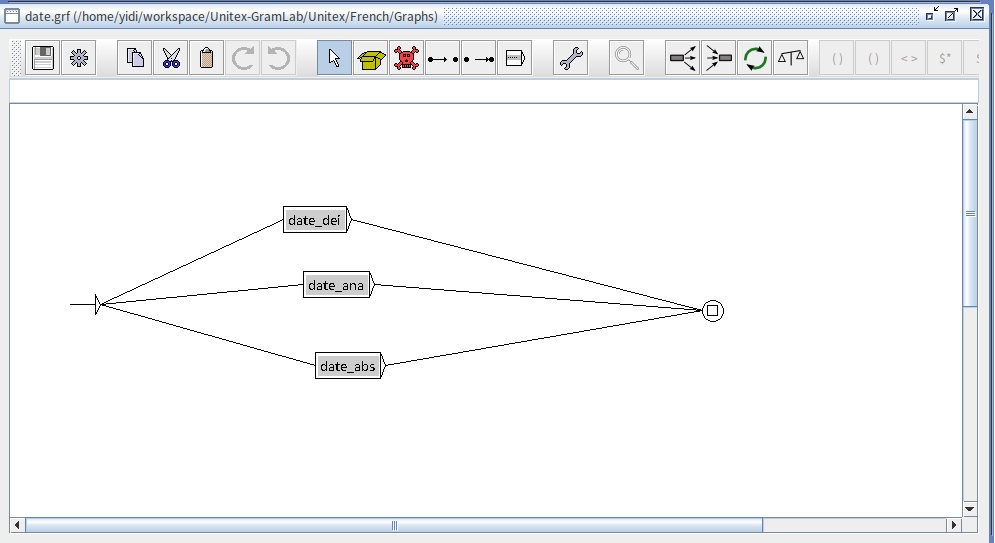 date.grf (/home/yidi/workspace/Unitex-GramLab/Unitex/French/Graphs)
() () <> $*
date_dei
date_ana
date_abs